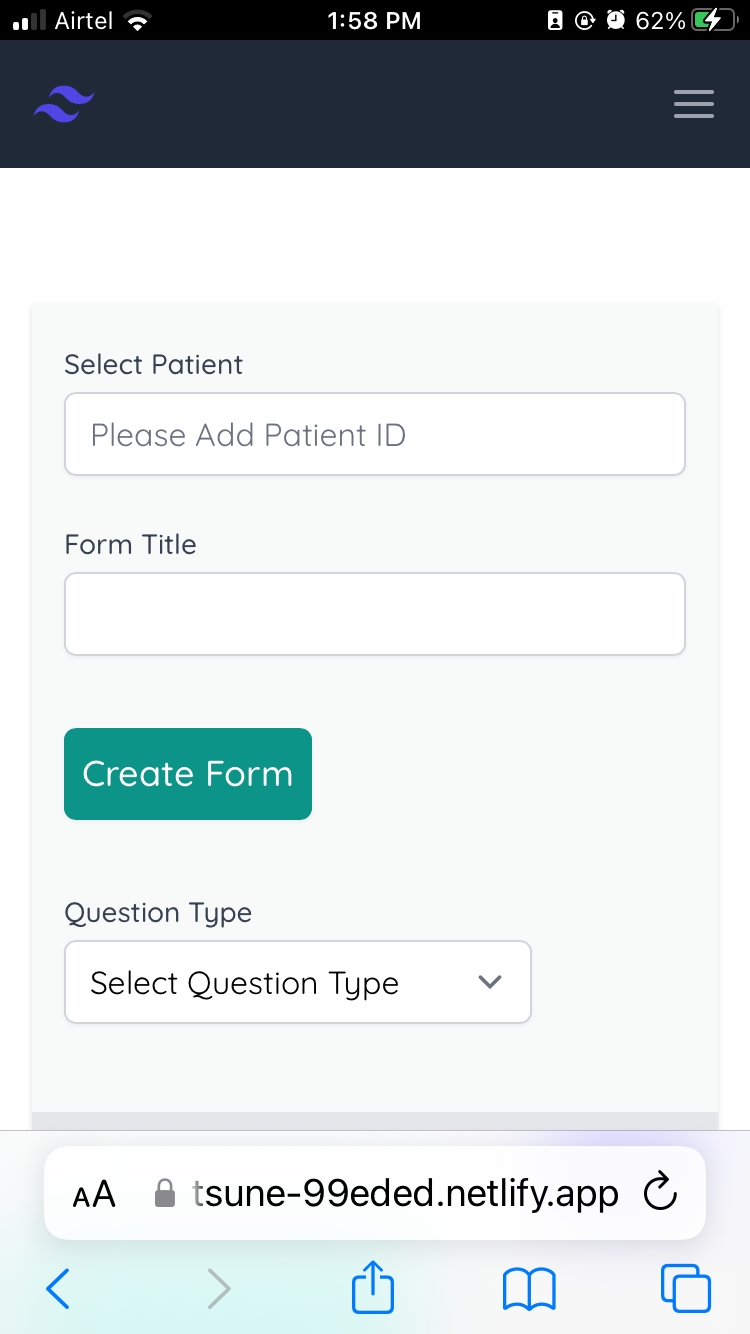 Airtel 1:58 PM 62%
Select Patient
Please Add Patient ID
Form Title
Create Form
Question Type
Select Question Type
AA tsune-99eded.netlify.app